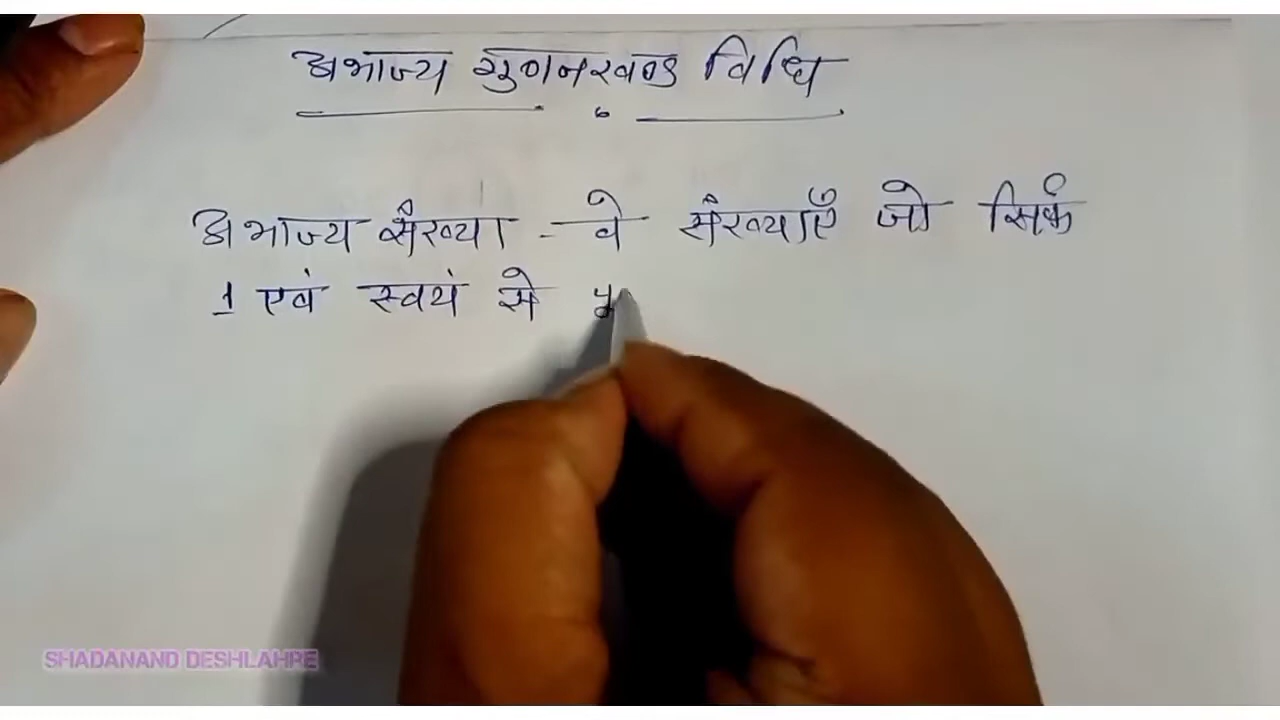 अभाज्य गुणनखण्ड विधि
अभाज्य संख्या - वे संख्याएँ जो सिर्फ
1 एवं स्वयं से पू
SHADANAND DESHLAHRE